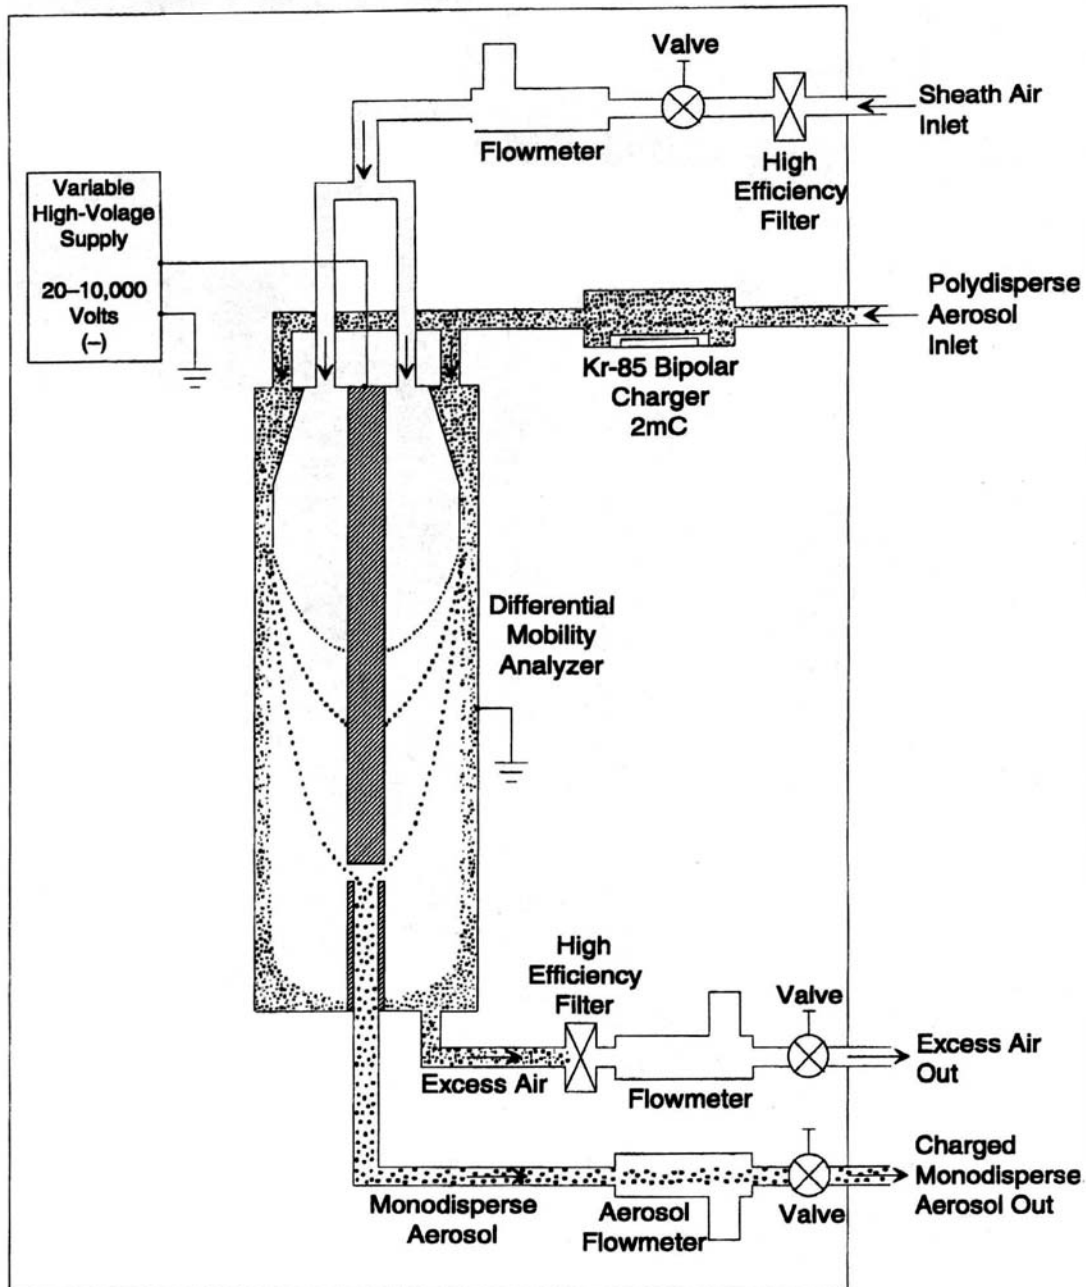 Valve
Sheath Air
Inlet
Flowmeter
High
Efficiency
Filter
Variable
High-Volage
Supply
20–10,000
Volts
(–)
Polydisperse
Aerosol
Inlet
Kr-85 Bipolar
Charger
2mC
Differential
Mobility
Analyzer
High
Efficiency
Filter
Valve
Excess Air
Out
Excess Air
Flowmeter
Charged
Monodisperse
Aerosol Out
Monodisperse
Aerosol
Aerosol
Flowmeter
Valve